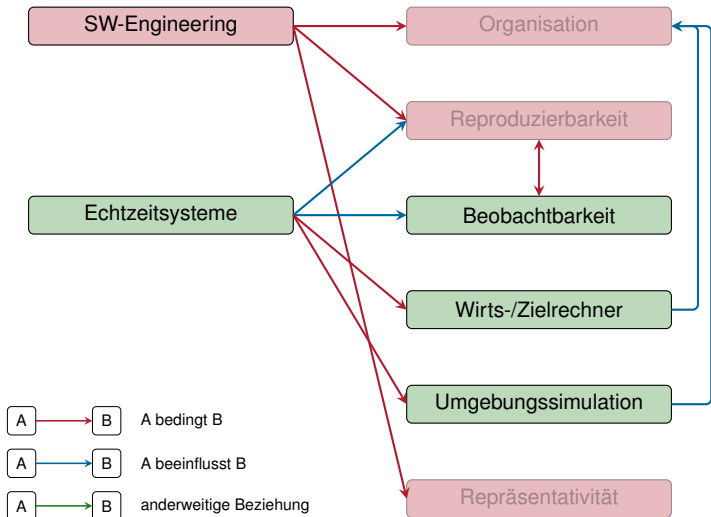 SW-Engineering
Organisation
Reproduzierbarkeit
Echtzeitsysteme
Beobachtbarkeit
Wirts-/Zielrechner
Umgebungssimulation
A B A bedingt B
A B A beeinflusst B
Repräsentativität
A B anderweitige Beziehung